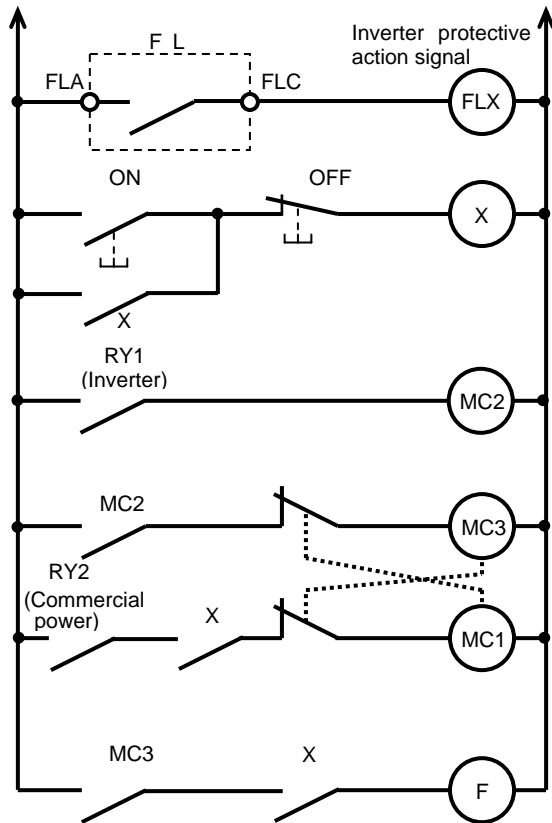 F L
Inverter protective
action signal
FLA
FLC
FLX
ON
OFF
X
X
RY1
(Inverter)
MC2
MC2
MC3
RY2
(Commercial
power)
X
MC1
MC3
X
F